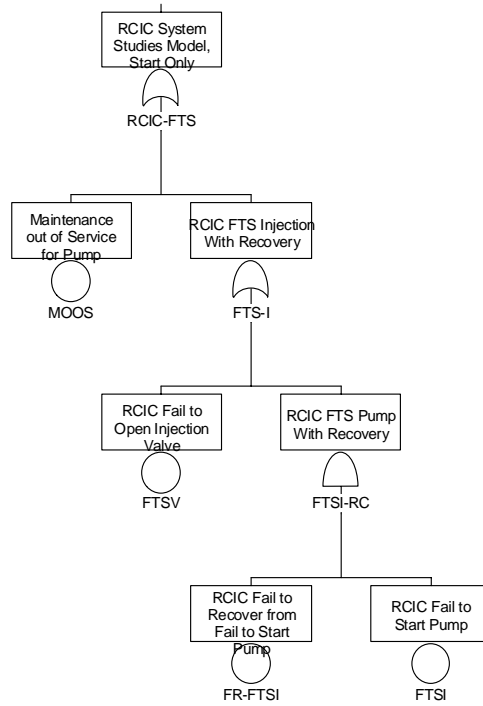 RCIC System
Studies Model,
Start Only
RCIC-FTS
Maintenance
out of Service
for Pump
MOOS
RCIC FTS Injection
With Recovery
FTS-I
RCIC Fail to
Open Injection
Valve
FTSV
RCIC FTS Pump
With Recovery
FTSI-RC
RCIC Fail to
Recover from
Fail to Start
Pump
FR-FTSI
RCIC Fail to
Start Pump
FTSI